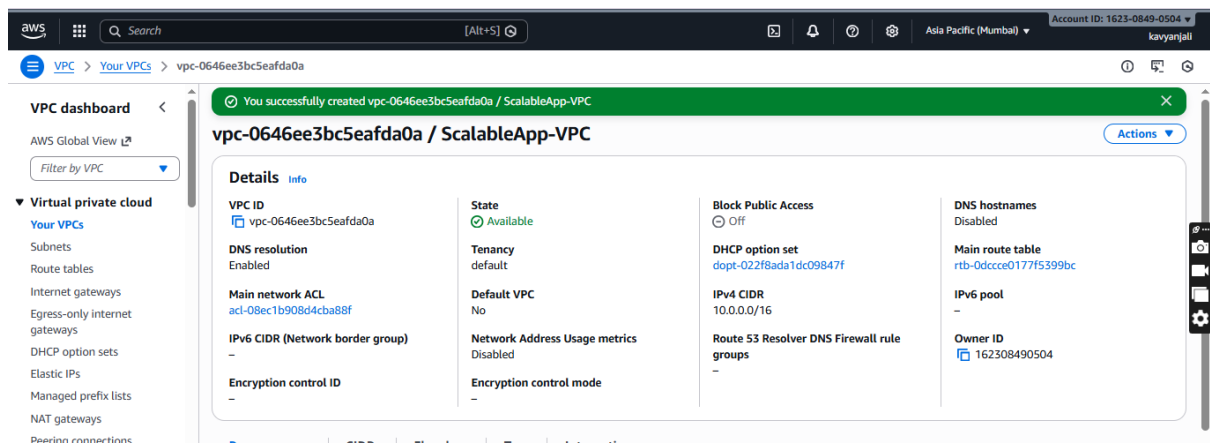 aws Search [Alt+S] Asia Pacific (Mumbai) Account ID: 1623-0849-0504
kavyanjali
VPC > Your VPCs > vpc-0646ee3bc5eafda0a
VPC dashboard
AWS Global View
Filter by VPC
Virtual private cloud
Your VPCs
Subnets
Route tables
Internet gateways
Egress-only internet
gateways
DHCP option sets
Elastic IPs
Managed prefix lists
NAT gateways
Peering connections
You successfully created vpc-0646ee3bc5eafda0a / ScalableApp-VPC
vpc-0646ee3bc5eafda0a / ScalableApp-VPC
Actions
Details Info
VPC ID
vpc-0646ee3bc5eafda0a
State
Available
Block Public Access
Off
DNS hostnames
Disabled
DNS resolution
Enabled
Tenancy
default
DHCP option set
dopt-022f8ada1dc09847f
Main route table
rtb-0dccce0177f5399bc
Main network ACL
acl-08ec1b908d4cba88f
Default VPC
No
IPv4 CIDR
10.0.0.0/16
IPv6 pool
–
IPv6 CIDR (Network border group)
–
Network Address Usage metrics
Disabled
Route 53 Resolver DNS Firewall rule
groups
–
Owner ID
162308490504
Encryption control ID
–
Encryption control mode
–